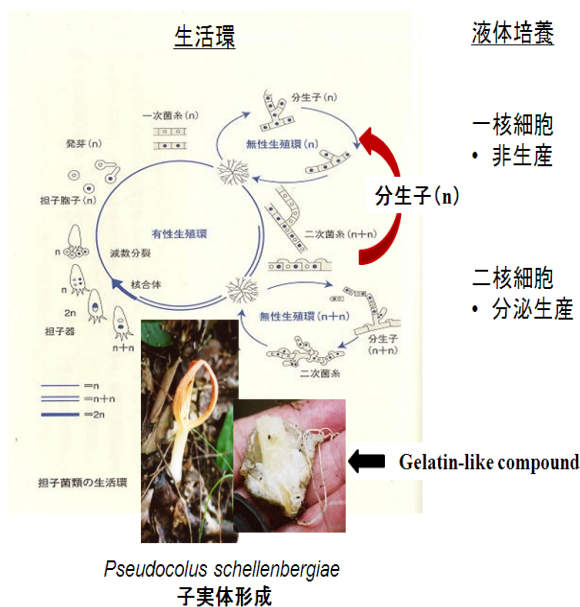 生活環
液体培養
分生子(n)
一次菌糸(n)
無性生殖環(n)
発芽(n)
担子胞子(n)
有性生殖環
減数分裂
二次菌糸(n+n)
核合体
n
n
2n
担子器
n+n
無性生殖環(n+n)
分生子
(n+n)
二次菌糸
=n
=n+n
=2n
担子菌類の生活環
分生子(n)
一核細胞
• 非生産
二核細胞
• 分泌生産
Gelatin-like compound
Pseudocolus schellenbergiae
子実体形成